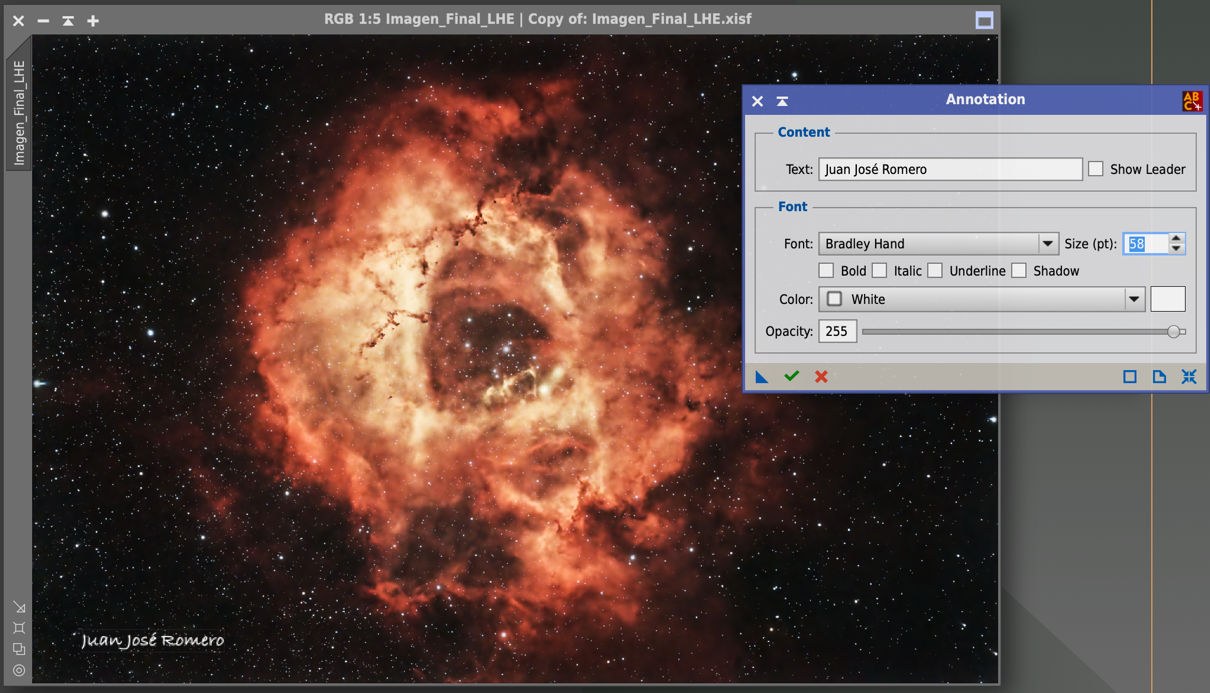 RGB 1:5 Imagen_Final_LHE | Copy of: Imagen_Final_LHE.xisf
Imagen_Final_LHE
Juan José Romero
Annotation
AB
C
Content
Text: Juan José Romero Show Leader
Font
Font: Bradley Hand Size (pt): 58
Bold Italic Underline Shadow
Color: White
Opacity: 255